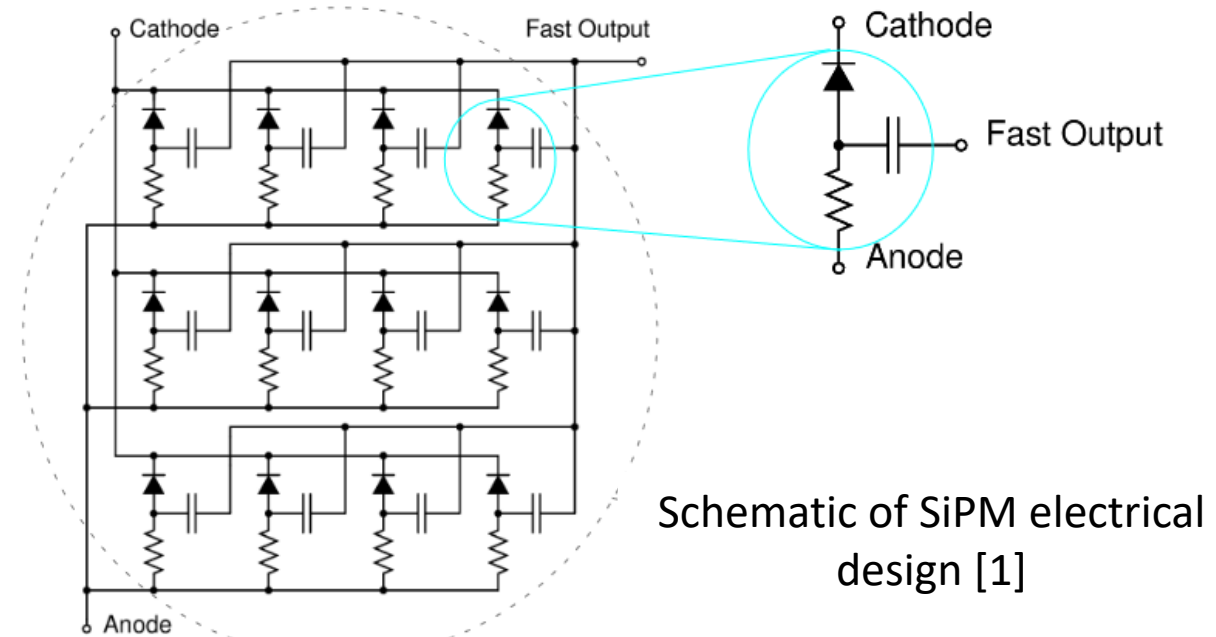 Cathode
Fast Output
Cathode
Fast Output
Anode
Schematic of SiPM electrical
design [1]
Anode